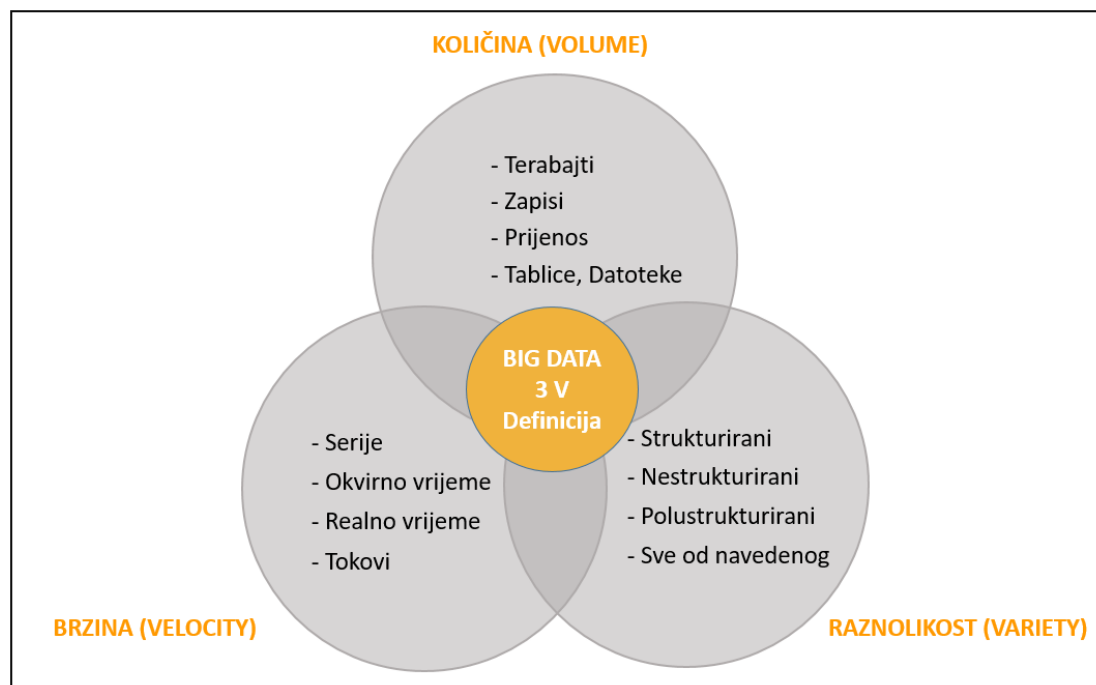 KOLIČINA (VOLUME)
- Terabajti
- Zapisi
- Prijenos
- Tablice, Datoteke
BIG DATA
3 V
Definicija
- Serije
- Okvirno vrijeme
- Realno vrijeme
- Tokovi
- Strukturirani
- Nestrukturirani
- Polustrukturirani
- Sve od navedenog
BRZINA (VELOCITY)
RAZNOLIKOST (VARIETY)